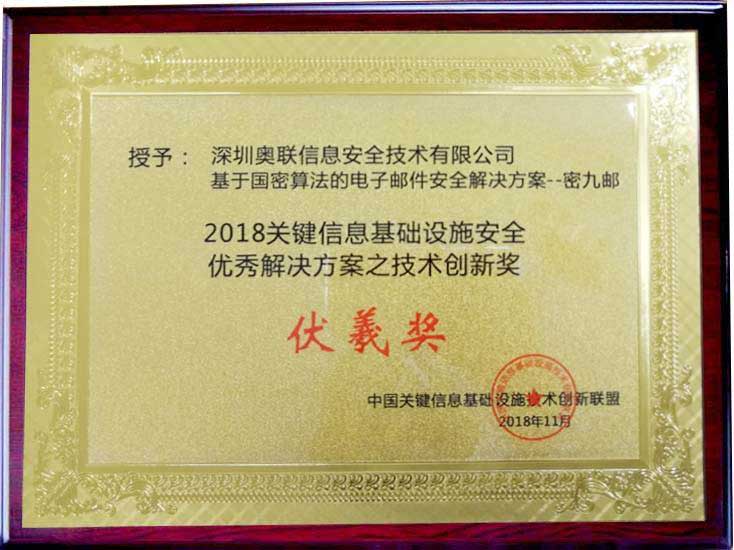 授予：
深圳奥联信息安全技术有限公司
基于国密算法的电子邮件安全解决方案--密九邮
2018关键信息基础设施安全
优秀解决方案之技术创新奖
伏羲奖
中国关键信息基础设施技术创新联盟
2018年11月